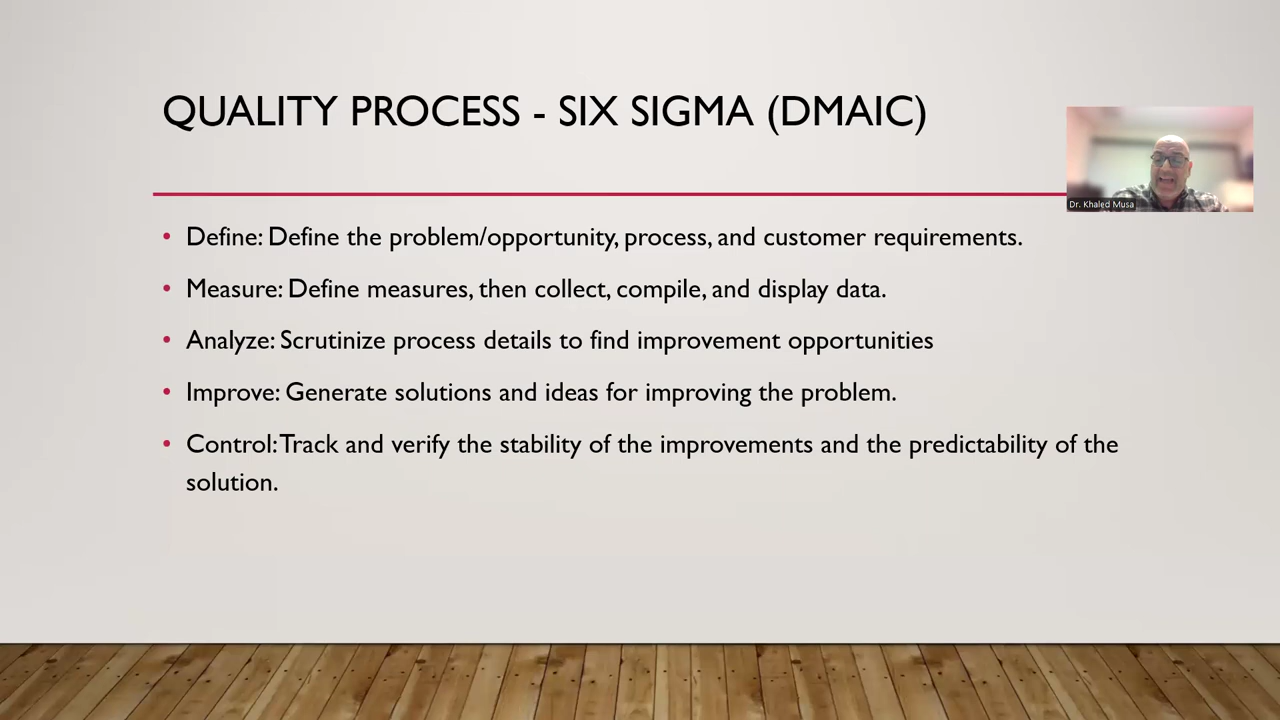 QUALITY PROCESS - SIX SIGMA (DMAIC)
Dr. Khaled Musa
• Define: Define the problem/opportunity, process, and customer requirements.
• Measure: Define measures, then collect, compile, and display data.
• Analyze: Scrutinize process details to find improvement opportunities
• Improve: Generate solutions and ideas for improving the problem.
• Control: Track and verify the stability of the improvements and the predictability of the
solution.